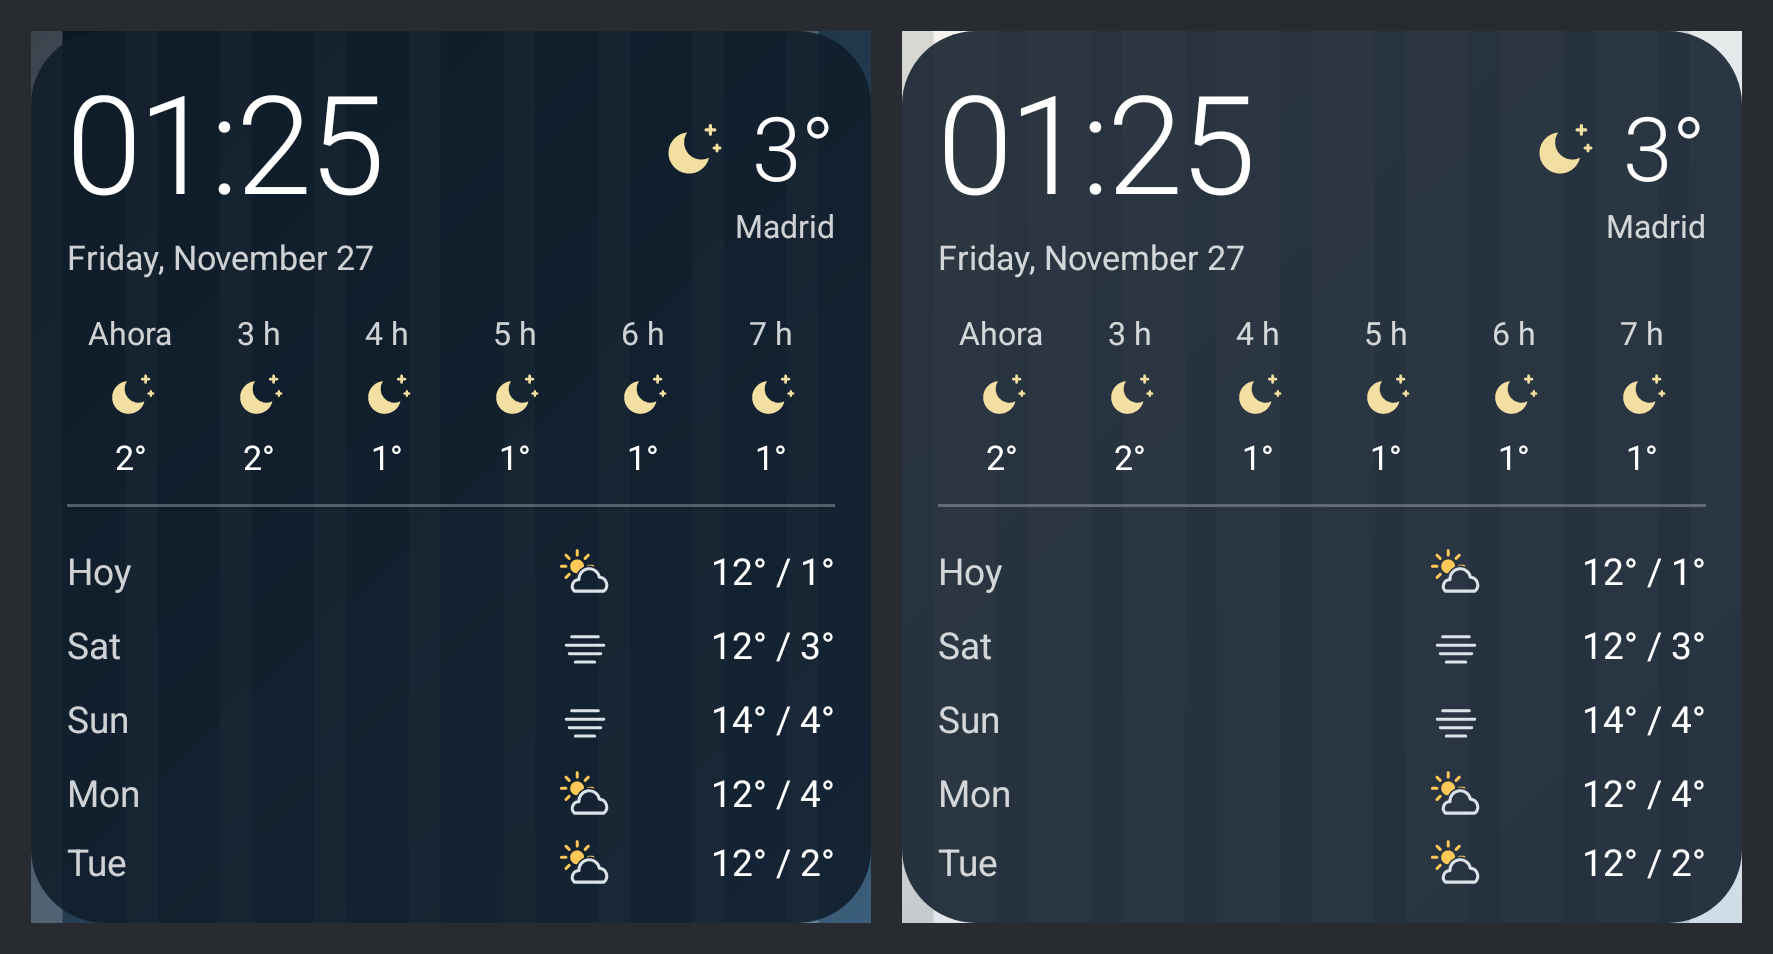 01:25
3°
Madrid
Friday, November 27
Ahora 3 h 4 h 5 h 6 h 7 h
2° 2° 1° 1° 1° 1°
Hoy 12° / 1°
Sat 12° / 3°
Sun 14° / 4°
Mon 12° / 4°
Tue 12° / 2°
01:25
3°
Madrid
Friday, November 27
Ahora 3 h 4 h 5 h 6 h 7 h
2° 2° 1° 1° 1° 1°
Hoy 12° / 1°
Sat 12° / 3°
Sun 14° / 4°
Mon 12° / 4°
Tue 12° / 2°